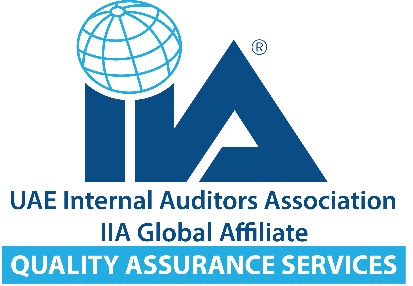 iiA®
UAE Internal Auditors Association
IIA Global Affiliate
QUALITY ASSURANCE SERVICES